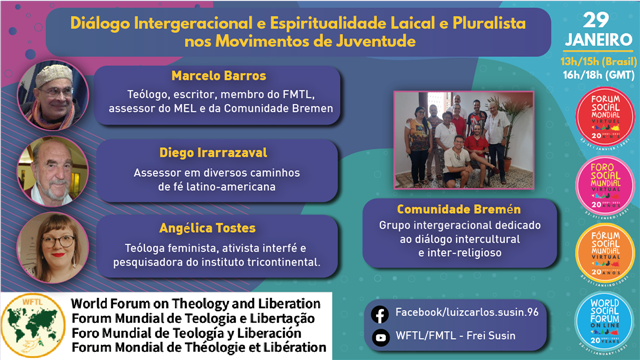 Diálogo Intergeracional e Espiritualidade Laical e Pluralista
nos Movimentos de Juventude
29
JANEIRO
13h/15h (Brasil)
16h/18h (GMT)
Marcelo Barros
Teólogo, escritor, membro do FMTL,
assessor do MEL e da Comunidade Bremen
Diego Irarrazaval
Assessor em diversos caminhos
de fé latino-americana
Angélica Tostes
Teóloga feminista, ativista interfé e
pesquisadora do instituto tricontinental.
Comunidade Bremén
Grupo intergeracional dedicado
ao diálogo intercultural
e inter-religioso
FORUM
SOCIAL
MONDIAL
VIRTUEL
20
FORO
SOCIAL
MUNDIAL
VIRTUAL
20
FÓRUM
SOCIAL
MUNDIAL
VIRTUAL
20 ANOS
WORLD
SOCIAL
FORUM
ONLINE
20 YEARS
WFTL
World Forum on Theology and Liberation
Forum Mundial de Teologia e Libertação
Foro Mundial de Teología y Liberación
Forum Mondial de Théologie et Libération
Facebook/luizcarlos.susin.96
WFTL/FMTL - Frei Susin